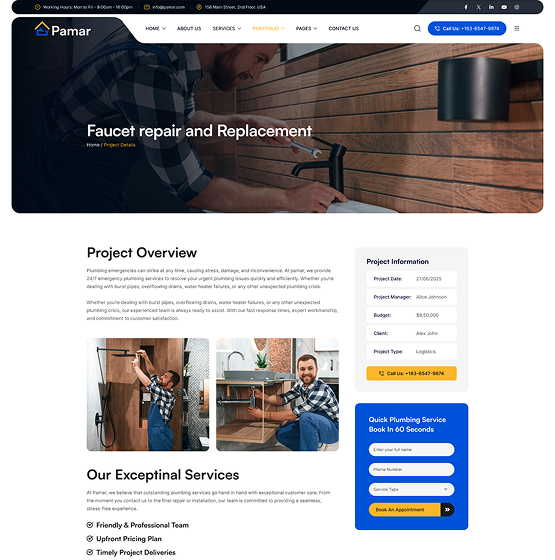 Working Hours: Mon to Fri - 8:00am - 16:00pm
info@pamar.com
156 Main Street, 2nd Floor, USA
Pamar
HOME
ABOUT US
SERVICES
PORTFOLIO
PAGES
CONTACT US
Call Us: +163-6547-9874
Faucet repair and Replacement
Home / Project Details
Project Overview
Plumbing emergencies can strike at any time, causing stress, damage, and inconvenience. At pamar, we provide
24/7 emergency plumbing services to resolve your urgent plumbing issues quickly and efficiently. Whether you're
dealing with burst pipes, overflowing drains, water heater failures, or any other unexpected plumbing crisis.
Whether you're dealing with burst pipes, overflowing drains, water heater failures, or any other unexpected
plumbing crisis, our experienced team is always ready to assist. With our fast response times, expert workmanship,
and commitment to customer satisfaction.
Our Exceptinal Services
At Pamar, we believe that outstanding plumbing services go hand in hand with exceptional customer care. From
the moment you contact us to the final repair or installation, our team is committed to providing a seamless,
stress-free experience.
Friendly & Professional Team
Upfront Pricing Plan
Timely Project Deliveries
Project Information
Project Date: 21/06/2025
Project Manager: Alice Johnson
Budget: $8,50,000
Client: Alex John
Project Type: Logistics
Call Us: +163-6547-9874
Quick Plumbing Service
Book In 60 Seconds
Enter your full name
Phone Number
Service Type
Book An Appointment